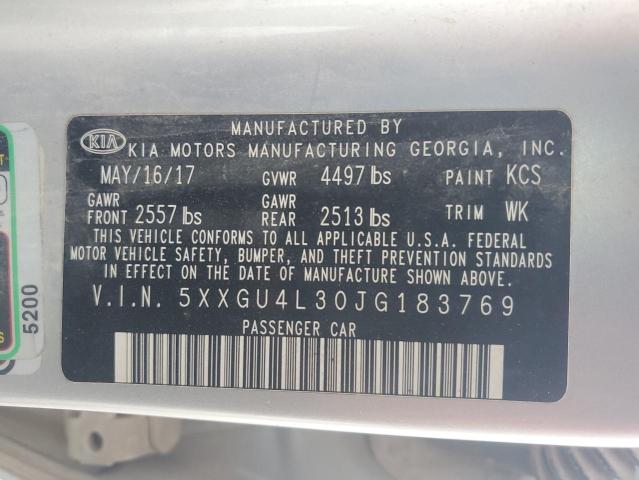 KIA
MANUFACTURED BY
KIA MOTORS MANUFACTURING GEORGIA, INC.
MAY/16/17 GVWR 4497 lbs PAINT KCS
GAWR FRONT 2557 lbs GAWR REAR 2513 lbs TRIM WK
THIS VEHICLE CONFORMS TO ALL APPLICABLE U.S.A. FEDERAL
MOTOR VEHICLE SAFETY, BUMPER, AND THEFT PREVENTION STANDARDS
IN EFFECT ON THE DATE OF MANUFACTURE SHOWN ABOVE.
V.I.N. 5XXGU4L30JG183769
PASSENGER CAR
5200